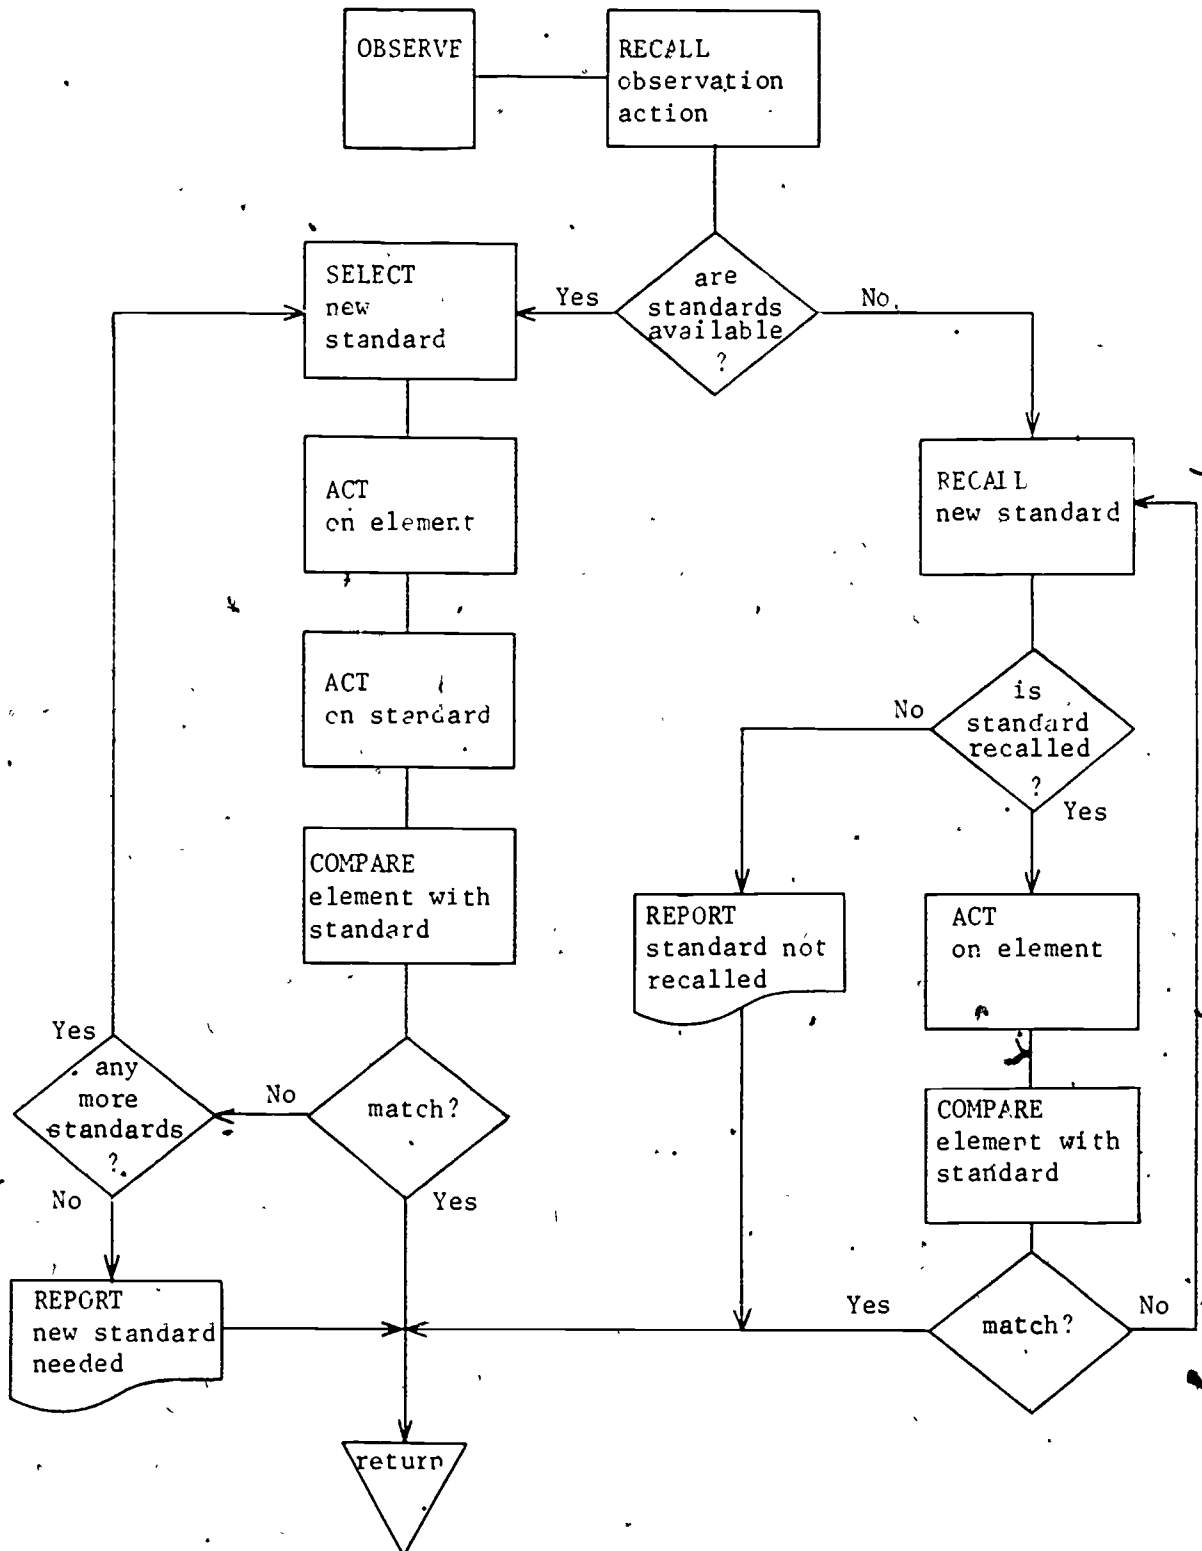 OBSERVE
RECALL
observation
action
SELECT
new
standard
Yes
are
standards
available
?
No
ACT
on element
RECALL
new standard
ACT
on standard
No
is
standard
recalled
?
Yes
COMPARE
element with
standard
REPORT
standard not
recalled
ACT
on element
Yes
any
more
standards
?
No
No
match?
Yes
COMPARE
element with
standard
REPORT
new standard
needed
Yes
match?
No
return